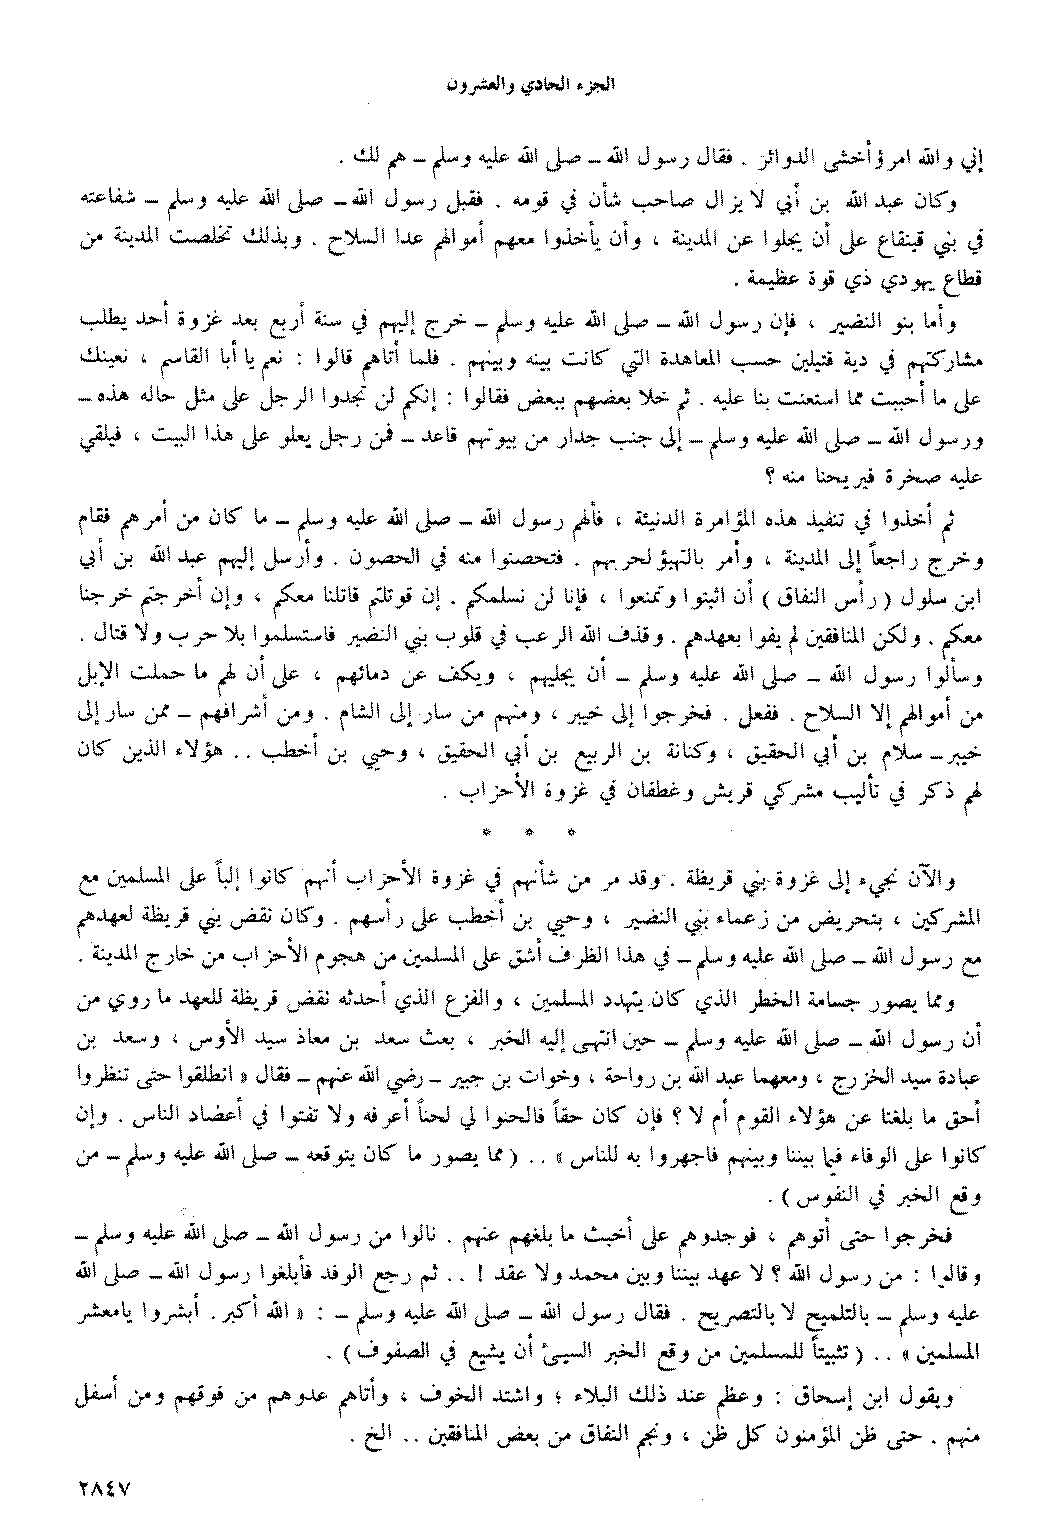 الجزء الحادي والعشرون
إني والله امرؤ أخشى الدوائر . فقال رسول الله – صلى الله عليه وسلم – هم لك .
وكان عبد الله بن أبي لا يزال صاحب شأن في قومه . فقبل رسول الله – صلى الله عليه وسلم – شفاعته
في بني قينقاع على أن يجلوا عن المدينة ، وأن يأخذوا معهم أموالهم عدا السلاح . وبذلك تخلصت المدينة من
قطاع يهودي ذي قوة عظيمة .
وأما بنو النضير ، فإن رسول الله – صلى الله عليه وسلم – خرج إليهم في سنة أربع بعد غزوة أحد يطلب
مشاركتهم في دية قتيلين حسب المعاهدة التي كانت بينه وبينهم . فلما أتاهم قالوا : نعم يا أبا القاسم ، نعينك
على ما أحببت مما استعنت بنا عليه . ثم خلا بعضهم ببعض فقالوا : إنكم لن تجدوا الرجل على مثل حاله هذه –
ورسول الله – صلى الله عليه وسلم – إلى جنب جدار من بيوتهم قاعد – فمن رجل يعلو على هذا البيت ، فيلقي
عليه صخرة فيريحنا منه ؟
ثم أخذوا في تنفيذ هذه المؤامرة الدنيئة ، فألهم رسول الله – صلى الله عليه وسلم – ما كان من أمرهم فقام
وخرج راجعاً إلى المدينة ، وأمر بالتهيؤ لحربهم . فتحصنوا منه في الحصون . وأرسل إليهم عبد الله بن أبي
ابن سلول ( رأس النفاق ) أن اثبتوا وتمنعوا ، فإنا لن نسلمكم . إن قوتلتم قاتلنا معكم ، وإن أخرجتم خرجنا
معكم . ولكن المنافقين لم يفوا بعهدهم . وقذف الله الرعب في قلوب بني النضير فاستسلموا بلا حرب ولا قتال .
وسألوا رسول الله – صلى الله عليه وسلم – أن يجليهم ، ويكف عن دمائهم ، على أن لهم ما حملت الإبل
من أموالهم إلا السلاح . ففعل . فخرجوا إلى خيبر ، ومنهم من سار إلى الشام . ومن أشرافهم – ممن سار إلى
خيبر – سلام بن أبي الحقيق ، وكنانة بن الربيع بن أبي الحقيق ، وحيي بن أخطب .. هؤلاء الذين كان
لهم ذكر في تأليب مشركي قريش وغطفان في غزوة الأحزاب .
* * *
والآن نجيء إلى غزوة بني قريظة . وقد مر من شأنهم في غزوة الأحزاب أنهم كانوا إلباً على المسلمين مع
المشركين ، بتحريض من زعماء بني النضير ، وحيي بن أخطب على رأسهم . وكان نقض بني قريظة لعهدهم
مع رسول الله – صلى الله عليه وسلم – في هذا الظرف أشق على المسلمين من هجوم الأحزاب من خارج المدينة .
ومما يصور جسامة الخطر الذي كان يتهدد المسلمين ، والفزع الذي أحدثه نقض قريظة للعهد ما روي من
أن رسول الله – صلى الله عليه وسلم – حين انتهى إليه الخبر ، بعث سعد بن معاذ سيد الأوس ، وسعد بن
عبادة سيد الخزرج ، ومعهما عبد الله بن رواحة ، وخوات بن جبير – رضي الله عنهم – فقال « انطلقوا حتى تنظروا
أحق ما بلغنا عن هؤلاء القوم أم لا ؟ فإن كان حقاً فالحنوا لي لحناً أعرفه ولا تفتوا في أعضاد الناس . وإن
كانوا على الوفاء فيما بيننا وبينهم فاجهروا به للناس » .. ( مما يصور ما كان يتوقعه – صلى الله عليه وسلم – من
وقع الخبر في النفوس ) .
فخرجوا حتى أتوهم ، فوجدوهم على أخبث ما بلغهم عنهم . نالوا من رسول الله – صلى الله عليه وسلم –
وقالوا : من رسول الله ؟ لا عهد بيننا وبين محمد ولا عقد ! .. ثم رجع الوفد فأبلغوا رسول الله – صلى الله
عليه وسلم – بالتلميح لا بالتصريح . فقال رسول الله – صلى الله عليه وسلم – : « الله أكبر . أبشروا يامعشر
المسلمين » .. ( تثبيتاً للمسلمين من وقع الخبر السيئ أن يشيع في الصفوف ) .
ويقول ابن إسحاق : وعظم عند ذلك البلاء ؛ واشتد الخوف ، وأتاهم عدوهم من فوقهم ومن أسفل
منهم . حتى ظن المؤمنون كل ظن ، ونجم النفاق من بعض المنافقين .. الخ .
٢٨٤٧